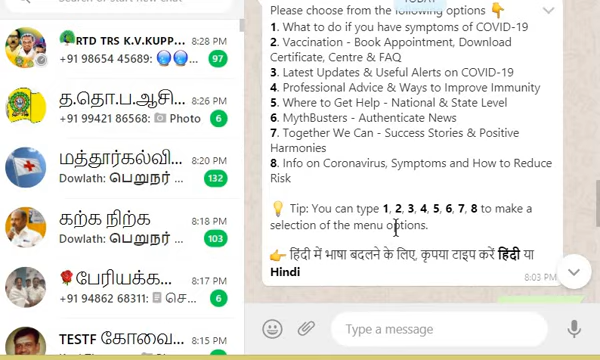 Search or start new chat
TODAY
RTD TRS K.V.KUPP... 8:28 PM
+91 98654 45689: 97
த.தொ.ப.ஆசி... 8:26 PM
+91 99421 86568: Photo 6
மத்தூர்கல்வி... 8:20 PM
Dowlath: பெறுநர் ... 132
கற்க நிற்க 8:18 PM
Dowlath: பெறுநர் ... 103
பேரியக்க... 8:17 PM
+91 94862 68311: செ... 6
TESTF கோவை... 8:15 PM
Please choose from the following options
1. What to do if you have symptoms of COVID-19
2. Vaccination - Book Appointment, Download
Certificate, Centre & FAQ
3. Latest Updates & Useful Alerts on COVID-19
4. Professional Advice & Ways to Improve Immunity
5. Where to Get Help - National & State Level
6. MythBusters - Authenticate News
7. Together We Can - Success Stories & Positive
Harmonies
8. Info on Coronavirus, Symptoms and How to Reduce
Risk
Tip: You can type 1, 2, 3, 4, 5, 6, 7, 8 to make a
selection of the menu options.
हिंदी में भाषा बदलने के लिए, कृपया टाइप करें हिंदी या
Hindi
8:03 PM
Type a message